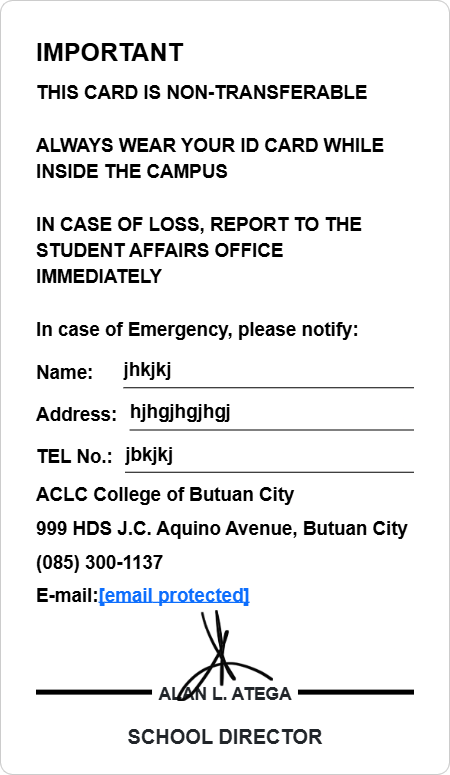 IMPORTANT
THIS CARD IS NON-TRANSFERABLE
ALWAYS WEAR YOUR ID CARD WHILE
INSIDE THE CAMPUS
IN CASE OF LOSS, REPORT TO THE
STUDENT AFFAIRS OFFICE
IMMEDIATELY
In case of Emergency, please notify:
Name: jhkjkj
Address: hjhgjhgjhgj
TEL No.: jbkjkj
ACLC College of Butuan City
999 HDS J.C. Aquino Avenue, Butuan City
(085) 300-1137
E-mail:[email protected]
ALAN L. ATEGA
SCHOOL DIRECTOR